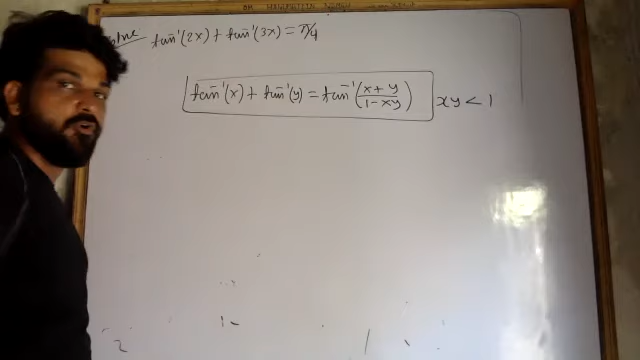 Solve tan⁻¹(2x) + tan⁻¹(3x) = π/4
tan⁻¹(x) + tan⁻¹(y) = tan⁻¹(x + y / 1 - xy) xy < 1